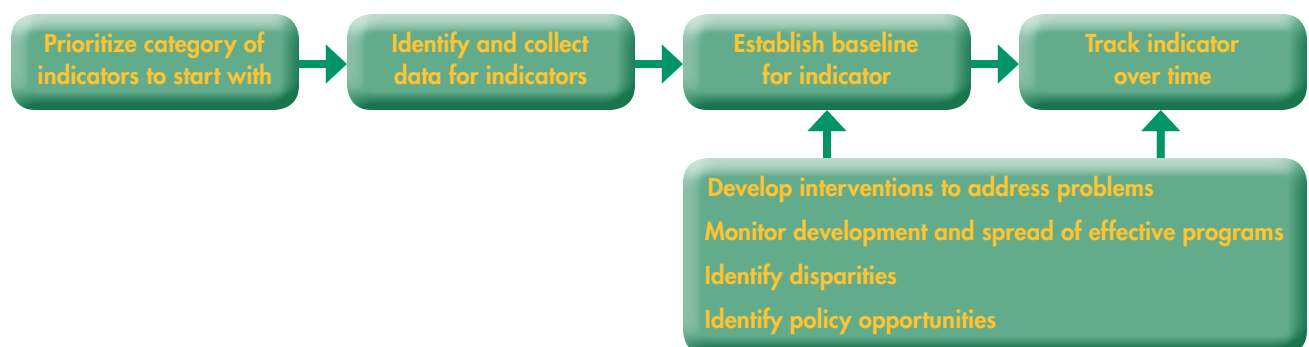 Prioritize category of
indicators to start with
Identify and collect
data for indicators
Establish baseline
for indicator
Track indicator
over time
Develop interventions to address problems
Monitor development and spread of effective programs
Identify disparities
Identify policy opportunities